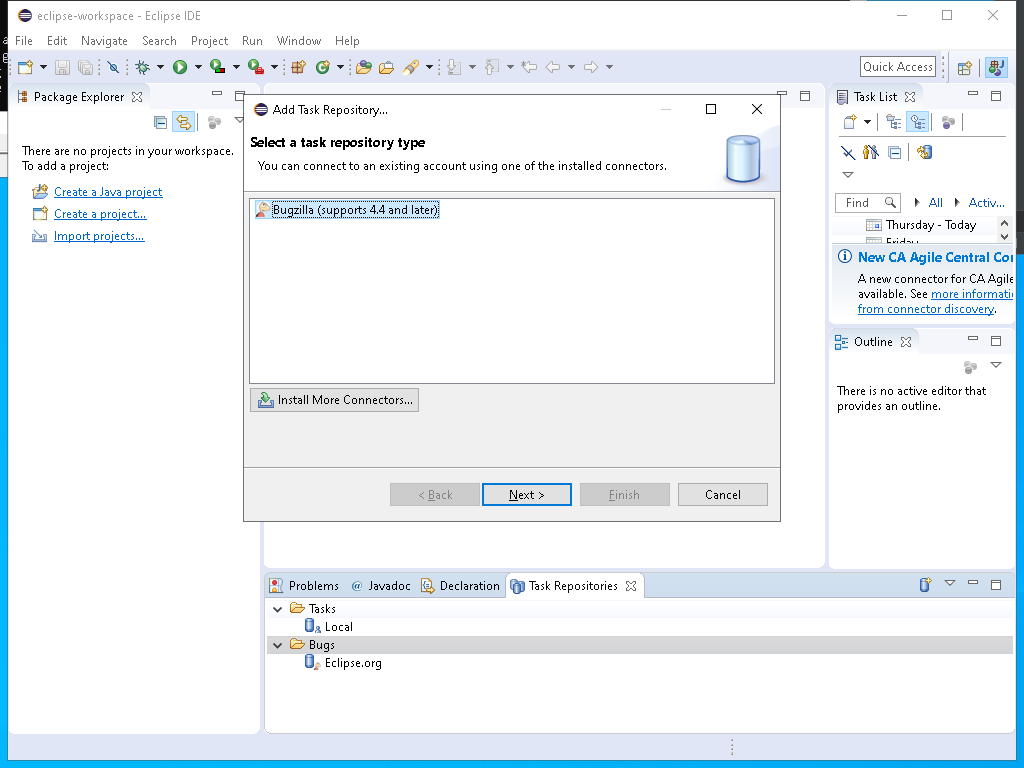 eclipse-workspace - Eclipse IDE
File Edit Navigate Search Project Run Window Help
Quick Access
Package Explorer
There are no projects in your workspace.
To add a project:
Create a Java project
Create a project...
Import projects...
Add Task Repository...
Select a task repository type
You can connect to an existing account using one of the installed connectors.
Bugzilla (supports 4.4 and later)
Install More Connectors...
< Back
Next >
Finish
Cancel
Task List
Find
All
Activ...
Thursday - Today
Friday
New CA Agile Central Co
A new connector for CA Agile
available. See more informati
from connector discovery.
Outline
There is no active editor that
provides an outline.
Problems @ Javadoc Declaration Task Repositories
Tasks
Local
Bugs
Eclipse.org